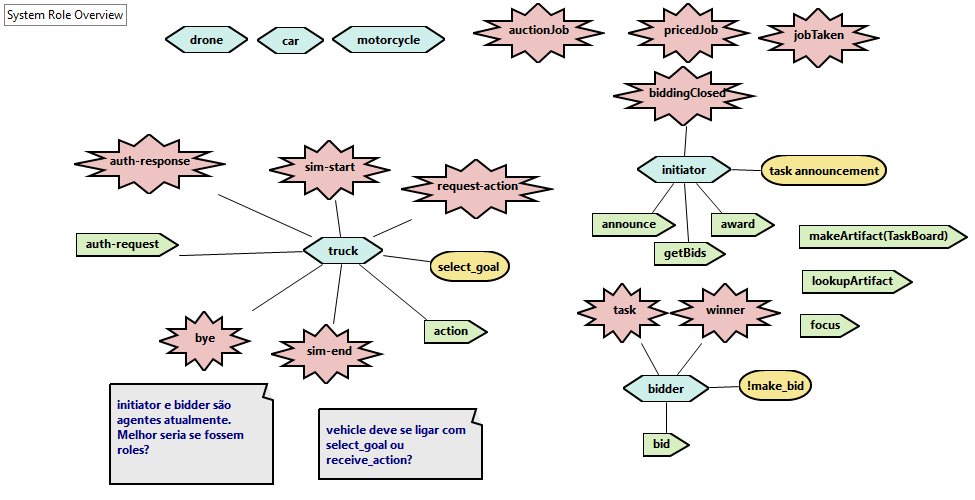 System Role Overview
drone
car
motorcycle
auctionJob
pricedJob
jobTaken
biddingClosed
auth-response
sim-start
request-action
initiator
task announcement
announce
award
getBids
makeArtifact(TaskBoard)
auth-request
truck
select_goal
lookupArtifact
task
winner
focus
bye
sim-end
action
bidder
!make_bid
bid
initiator e bidder são
agentes atualmente.
Melhor seria se fossem
roles?
vehicle deve se ligar com
select_goal ou
receive_action?